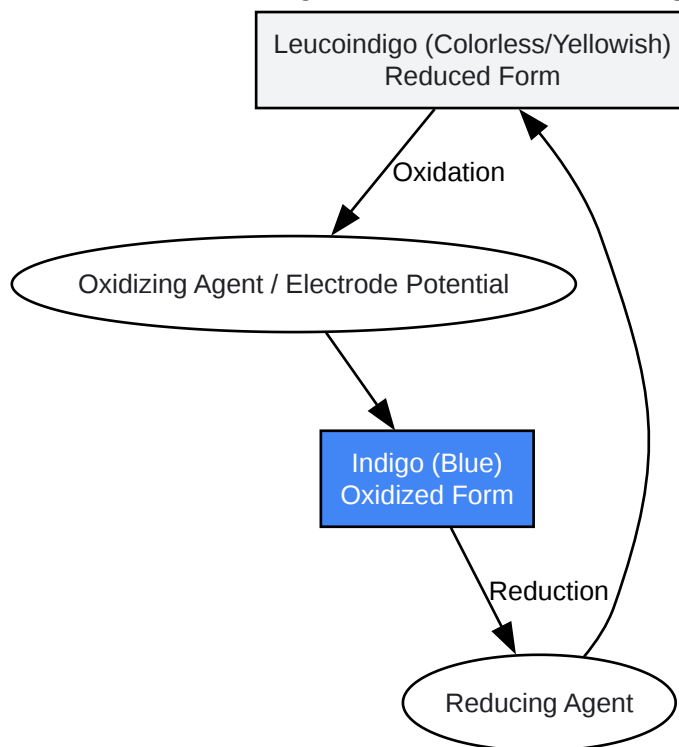 Leucoindigo (Colorless/Yellowish)
Reduced Form
Oxidation
Oxidizing Agent / Electrode Potential
Indigo (Blue)
Oxidized Form
Reduction
Reducing Agent